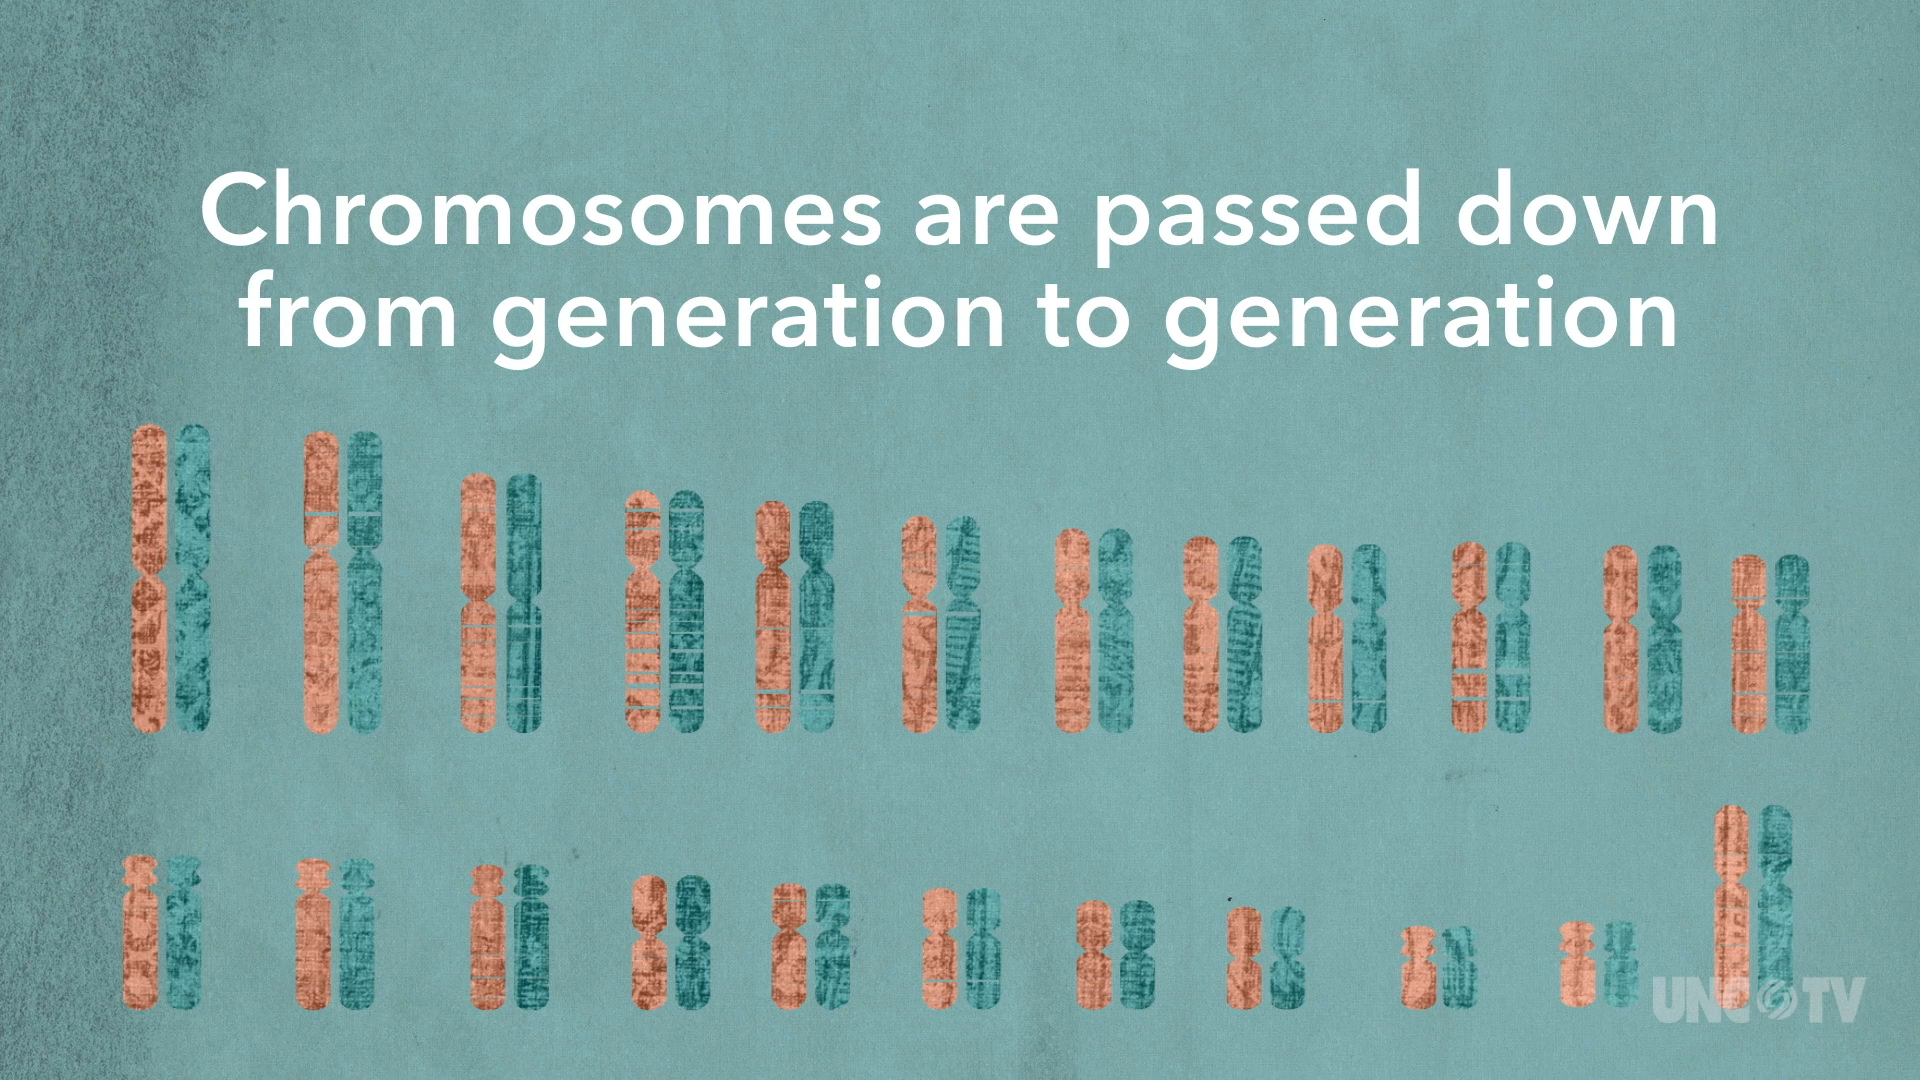 Chromosomes are passed down
from generation to generation
UNC TV